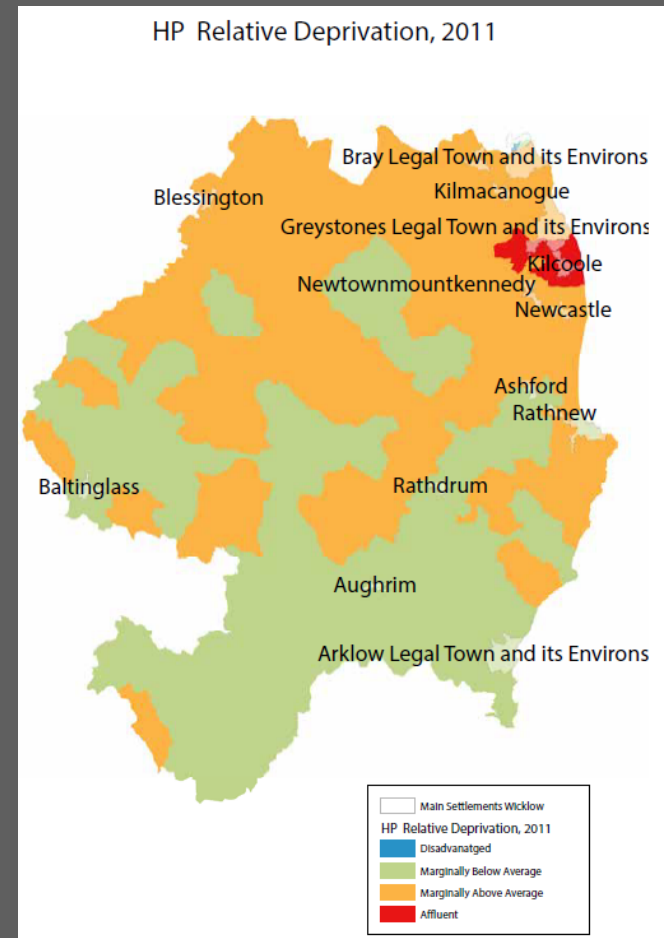 HP Relative Deprivation, 2011
Bray Legal Town and its Environs
Kilmacanogue
Blessington
Greystones Legal Town and its Environs
Kilcoole
Newtownmountkennedy
Newcastle
Ashford
Rathnew
Baltinglass
Rathdrum
Aughrim
Arklow Legal Town and its Environs
Main Settlements Wicklow
HP Relative Deprivation, 2011
Disadvanatged
Marginally Below Average
Marginally Above Average
Affluent